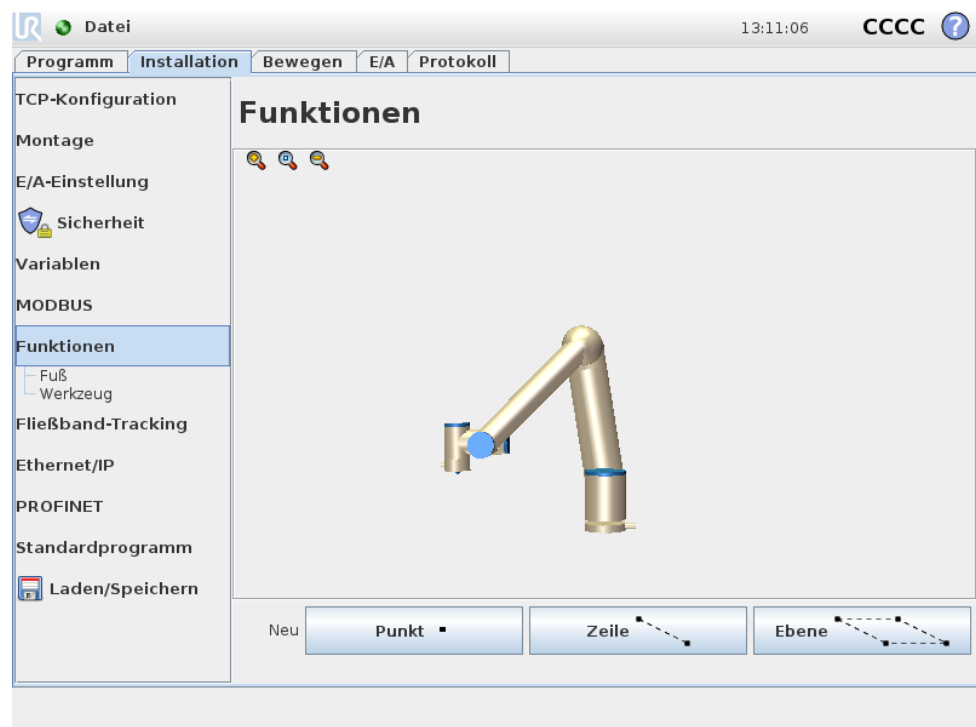 UR Datei 13:11:06 CCCC ?
Programm Installation Bewegen E/A Protokoll
TCP-Konfiguration
Montage
E/A-Einstellung
Sicherheit
Variablen
MODBUS
Funktionen
Fuß
Werkzeug
Fließband-Tracking
Ethernet/IP
PROFINET
Standardprogramm
Laden/Speichern
Funktionen
Neu Punkt Zeile Ebene